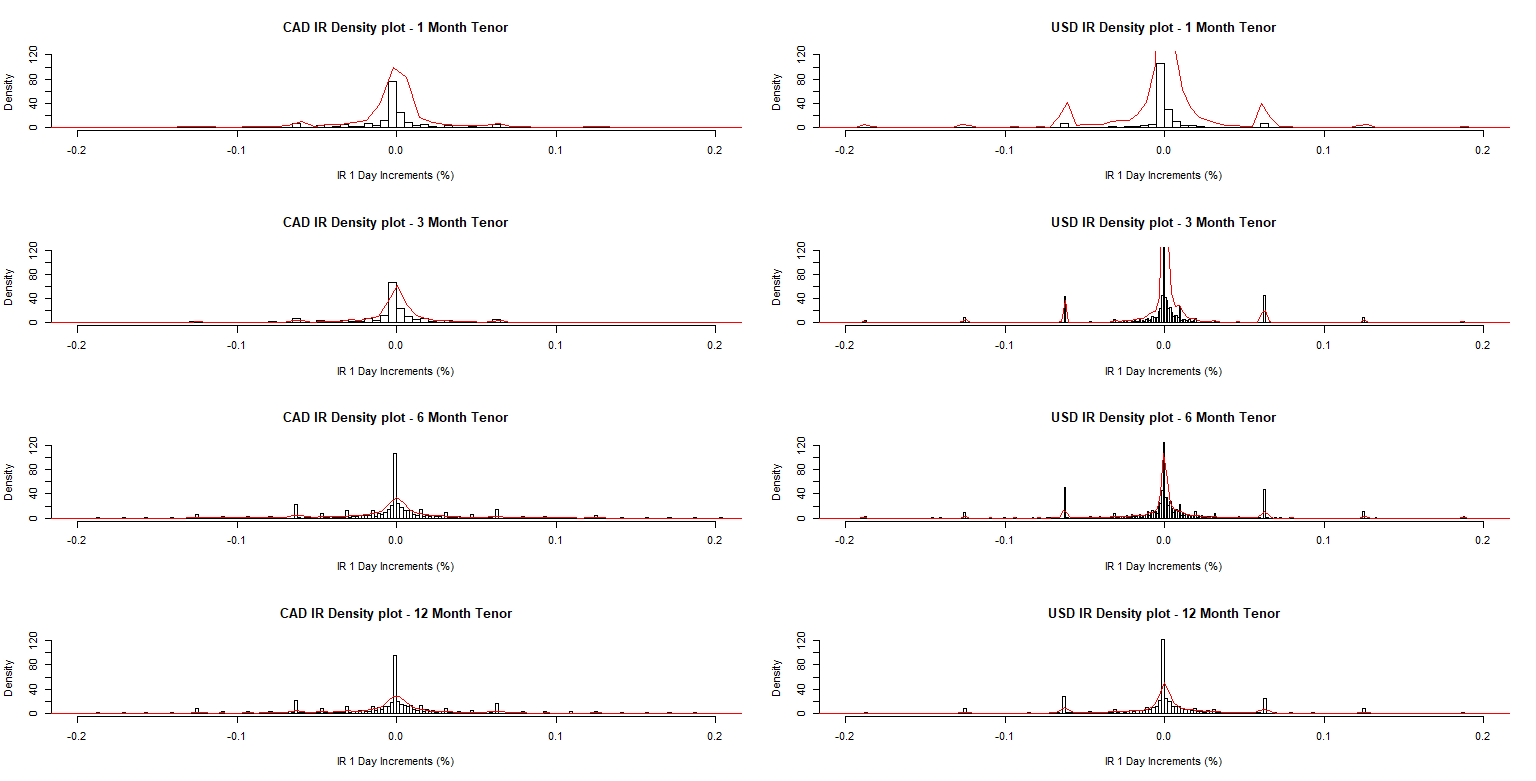 CAD IR Density plot - 1 Month Tenor
Density
0 40 80 120
-0.2 -0.1 0.0 0.1 0.2
IR 1 Day Increments (%)
USD IR Density plot - 1 Month Tenor
Density
0 40 80 120
-0.2 -0.1 0.0 0.1 0.2
IR 1 Day Increments (%)
CAD IR Density plot - 3 Month Tenor
Density
0 40 80 120
-0.2 -0.1 0.0 0.1 0.2
IR 1 Day Increments (%)
USD IR Density plot - 3 Month Tenor
Density
0 40 80 120
-0.2 -0.1 0.0 0.1 0.2
IR 1 Day Increments (%)
CAD IR Density plot - 6 Month Tenor
Density
0 40 80 120
-0.2 -0.1 0.0 0.1 0.2
IR 1 Day Increments (%)
USD IR Density plot - 6 Month Tenor
Density
0 40 80 120
-0.2 -0.1 0.0 0.1 0.2
IR 1 Day Increments (%)
CAD IR Density plot - 12 Month Tenor
Density
0 40 80 120
-0.2 -0.1 0.0 0.1 0.2
IR 1 Day Increments (%)
USD IR Density plot - 12 Month Tenor
Density
0 40 80 120
-0.2 -0.1 0.0 0.1 0.2
IR 1 Day Increments (%)